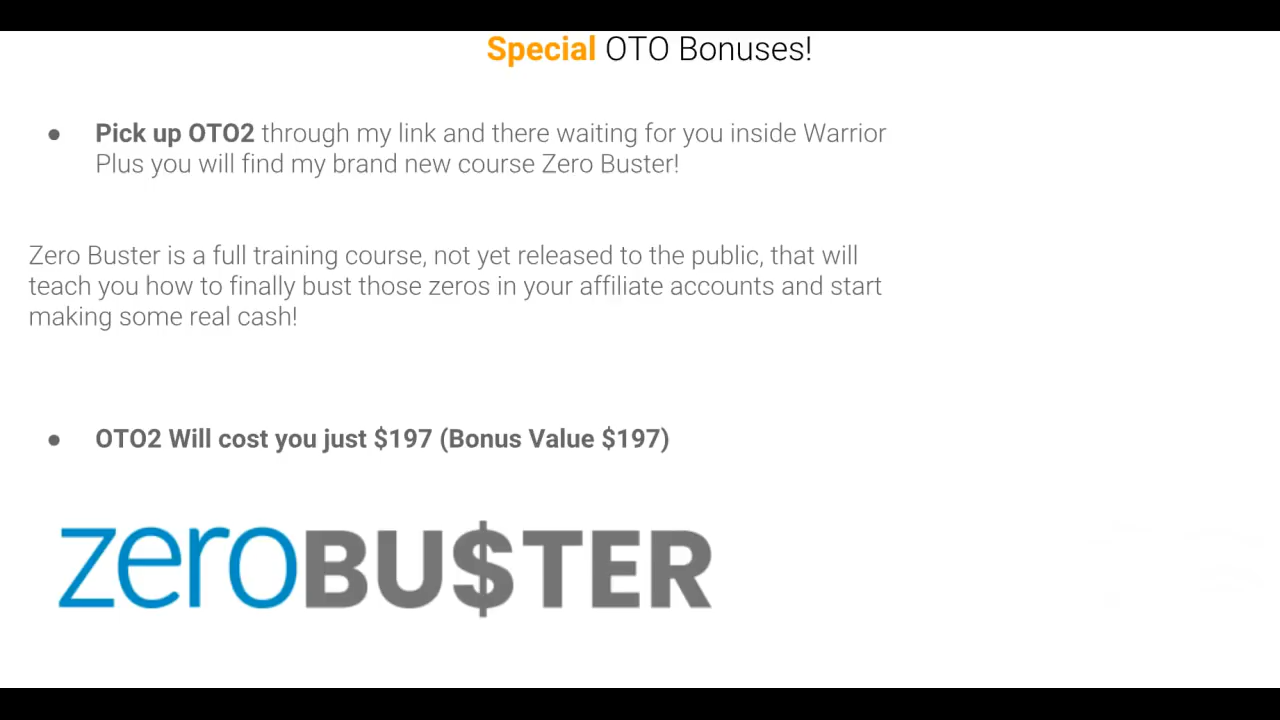 Special OTO Bonuses!
● Pick up OTO2 through my link and there waiting for you inside Warrior
Plus you will find my brand new course Zero Buster!
Zero Buster is a full training course, not yet released to the public, that will
teach you how to finally bust those zeros in your affiliate accounts and start
making some real cash!
● OTO2 Will cost you just $197 (Bonus Value $197)
zeroBU$TER